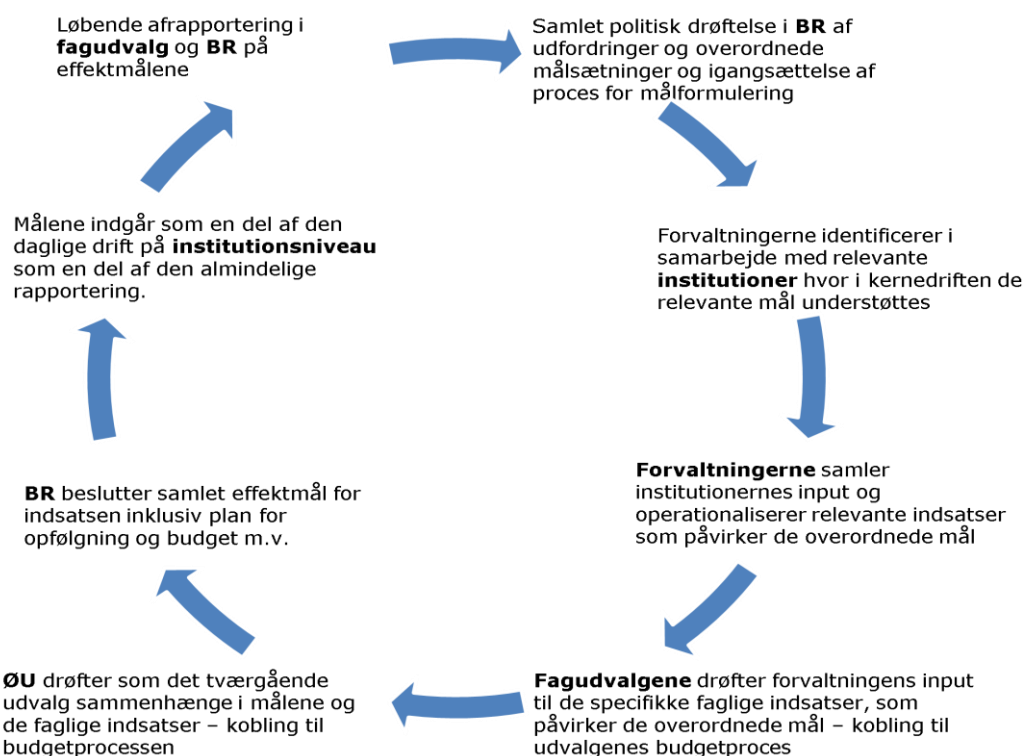 Løbende afrapportering i
fagudvalg og BR på
effektmålene
Samlet politisk drøftelse i BR af
udfordringer og overordnede
målsætninger og igangsættelse af
proces for målformulering
Forvaltningerne identificerer i
samarbejde med relevante
institutioner hvor i kernedriften de
relevante mål understøttes
Forvaltningerne samler
institutionernes input og
operationaliserer relevante indsatser
som påvirker de overordnede mål
Fagudvalgene drøfter forvaltningens input
til de specifikke faglige indsatser, som
påvirker de overordnede mål – kobling til
udvalgenes budgetproces
ØU drøfter som det tværgående
udvalg sammenhænge i målene og
de faglige indsatser – kobling til
budgetprocessen
BR beslutter samlet effektmål for
indsatsen inklusiv plan for
opfølgning og budget m.v.
Målene indgår som en del af den
daglige drift på institutionsniveau
som en del af den almindelige
rapportering.